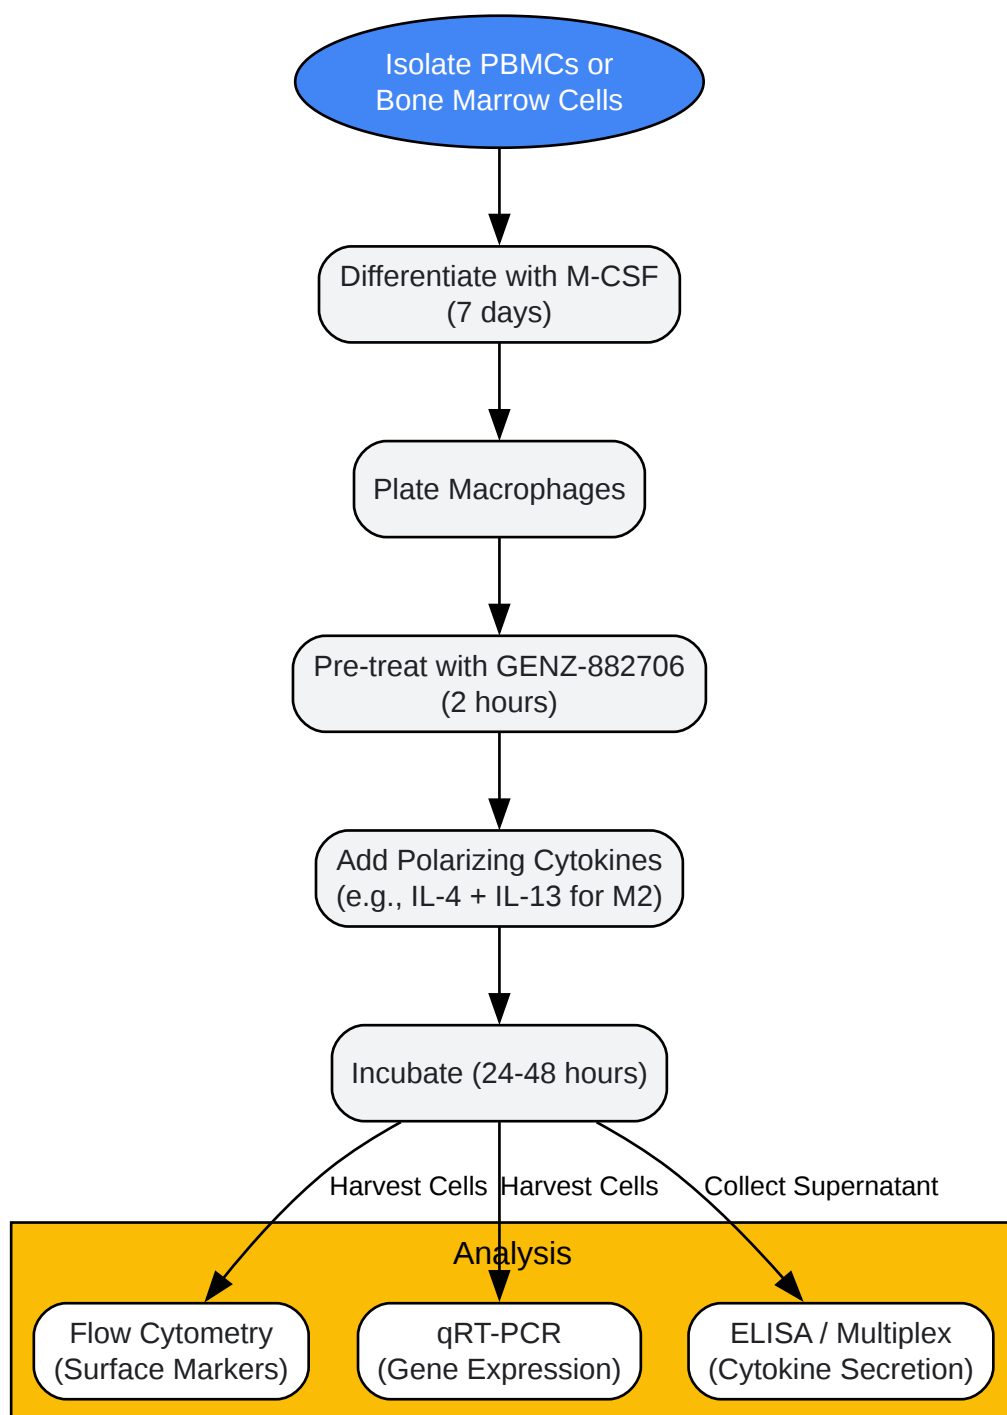 Isolate PBMCs or
Bone Marrow Cells
Differentiate with M-CSF
(7 days)
Plate Macrophages
Pre-treat with GENZ-882706
(2 hours)
Add Polarizing Cytokines
(e.g., IL-4 + IL-13 for M2)
Incubate (24-48 hours)
Harvest Cells
Harvest Cells
Collect Supernatant
Analysis
Flow Cytometry
(Surface Markers)
qRT-PCR
(Gene Expression)
ELISA / Multiplex
(Cytokine Secretion)